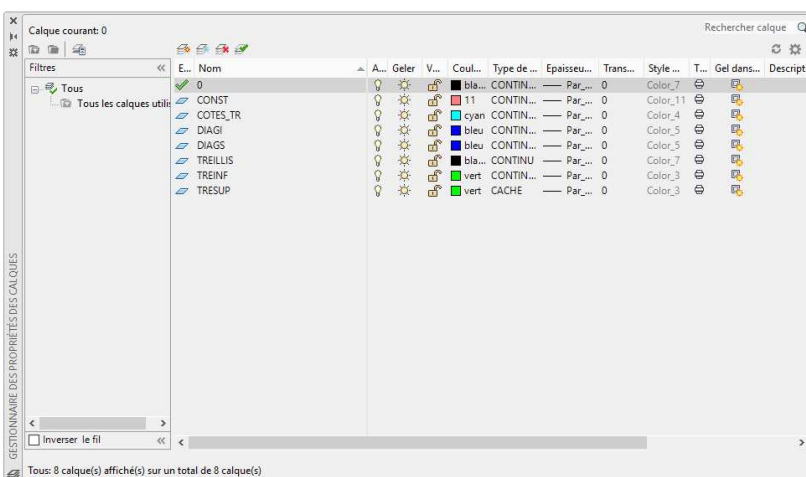 Calque courant: 0
Rechercher calque
Filtres
Tous
Tous les calques utilis
E... Nom A... Geler V... Coul... Type de ... Epaisseu... Trans... Style ... T... Gel dans... Descript
0 bla... CONTIN... Par_... 0 Color_7
CONST 11 CONTIN... Par_... 0 Color_11
COTES_TR cyan CONTIN... Par_... 0 Color_4
DIAGI bleu CONTIN... Par_... 0 Color_5
DIAGS bleu CONTIN... Par_... 0 Color_5
TREILLIS bla... CONTINU Par_... 0 Color_7
TREINF vert CONTIN... Par_... 0 Color_3
TRESUP vert CACHE Par_... 0 Color_3
Inverser le fil
Tous: 8 calque(s) affiché(s) sur un total de 8 calque(s)
GESTIONNAIRE DES PROPRIÉTÉS DES CALQUES